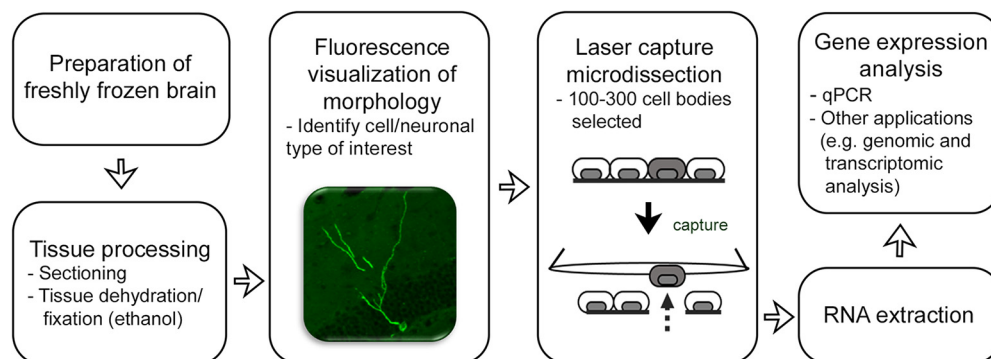 Preparation of
freshly frozen brain
Tissue processing
- Sectioning
- Tissue dehydration/
fixation (ethanol)
Fluorescence
visualization of
morphology
- Identify cell/neuronal
type of interest
Laser capture
microdissection
- 100-300 cell bodies
selected
capture
RNA extraction
Gene expression
analysis
- qPCR
- Other applications
(e.g. genomic and
transcriptomic
analysis)